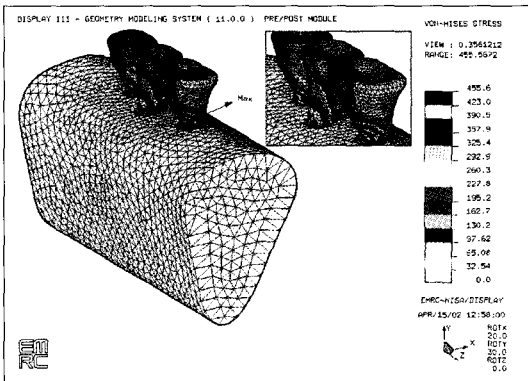 DISPLAY III - GEOMETRY MODELING SYSTEM ( 11.0.0 ) PRE/POST MODULE
VON-MISES STRESS
VIEW : 0.3561212
RANGE: 455.5672
Max
455.6
423.0
390.5
357.9
325.4
292.9
260.3
227.8
195.2
162.7
130.2
97.62
65.08
32.54
0.0
EMRC-NISA/DISPLAY
APR/15/02 12:58:00
Y
X
Z
ROTX
20.0
ROTY
30.0
ROTZ
0.0
EMRC